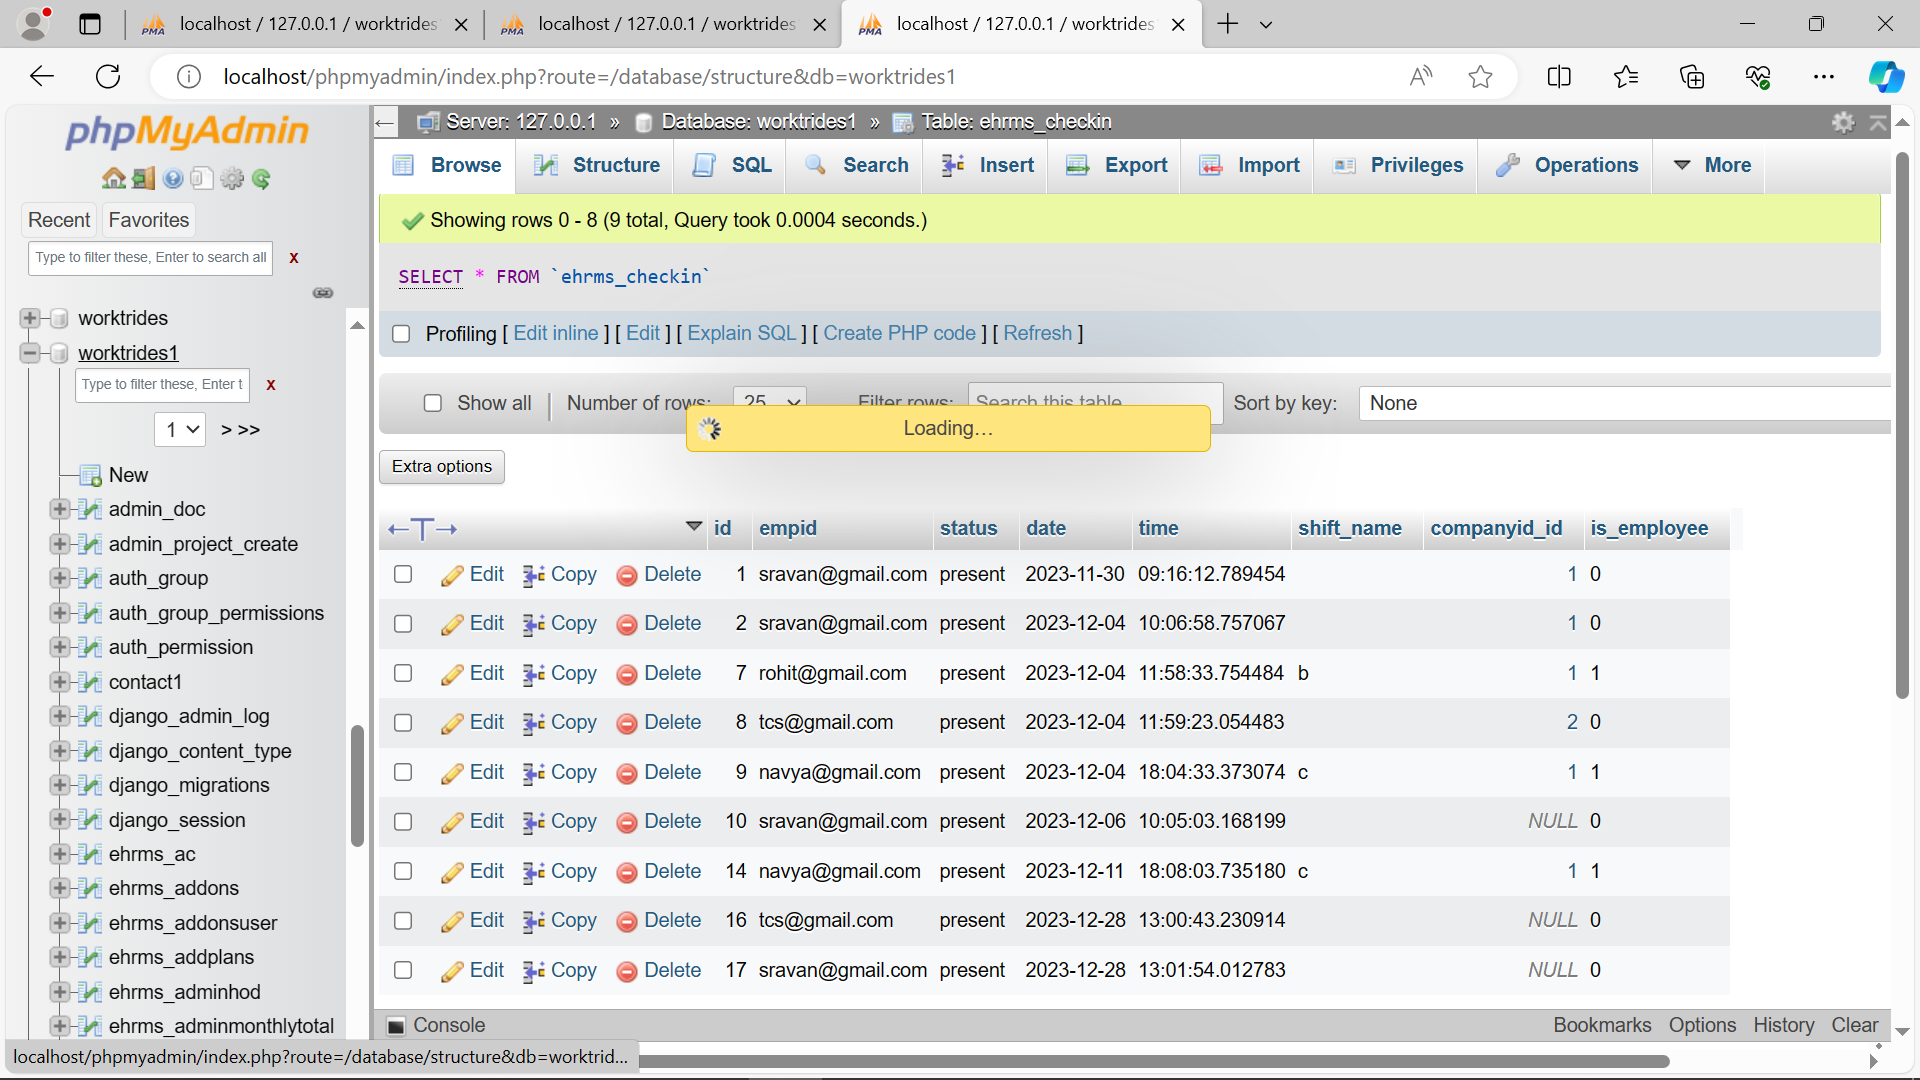 localhost / 127.0.0.1 / worktrides
localhost / 127.0.0.1 / worktrides
localhost / 127.0.0.1 / worktrides
localhost/phpmyadmin/index.php?route=/database/structure&db=worktrides1
phpMyAdmin
Recent Favorites
Type to filter these, Enter to search all X
worktrides
worktrides1
Type to filter these, Enter t X
1 > >>
New
admin_doc
admin_project_create
auth_group
auth_group_permissions
auth_permission
contact1
django_admin_log
django_content_type
django_migrations
django_session
ehrms_ac
ehrms_addons
ehrms_addonsuser
ehrms_addplans
ehrms_adminhod
ehrms_adminmonthlytotal
localhost/phpmyadmin/index.php?route=/database/structure&db=worktrid...
Server: 127.0.0.1 » Database: worktrides1 » Table: ehrms_checkin
Browse Structure SQL Search Insert Export Import Privileges Operations More
Showing rows 0 - 8 (9 total, Query took 0.0004 seconds.)
SELECT * FROM `ehrms_checkin`
Profiling [ Edit inline ] [ Edit ] [ Explain SQL ] [ Create PHP code ] [ Refresh ]
Show all | Number of rows: 25 Filter rows: Search this table Sort by key: None
Loading…
Extra options
id empid status date time shift_name companyid_id is_employee
Edit Copy Delete 1 sravan@gmail.com present 2023-11-30 09:16:12.789454 1 0
Edit Copy Delete 2 sravan@gmail.com present 2023-12-04 10:06:58.757067 1 0
Edit Copy Delete 7 rohit@gmail.com present 2023-12-04 11:58:33.754484 b 1 1
Edit Copy Delete 8 tcs@gmail.com present 2023-12-04 11:59:23.054483 2 0
Edit Copy Delete 9 navya@gmail.com present 2023-12-04 18:04:33.373074 c 1 1
Edit Copy Delete 10 sravan@gmail.com present 2023-12-06 10:05:03.168199 NULL 0
Edit Copy Delete 14 navya@gmail.com present 2023-12-11 18:08:03.735180 c 1 1
Edit Copy Delete 16 tcs@gmail.com present 2023-12-28 13:00:43.230914 NULL 0
Edit Copy Delete 17 sravan@gmail.com present 2023-12-28 13:01:54.012783 NULL 0
Console Bookmarks Options History Clear